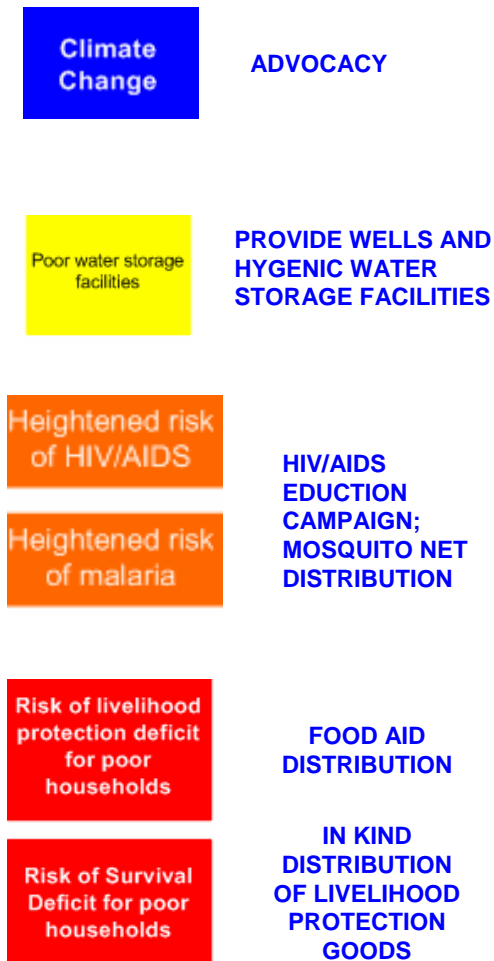 Climate
Change
ADVOCACY
Poor water storage
facilities
PROVIDE WELLS AND
HYGENIC WATER
STORAGE FACILITIES
Heightened risk
of HIV/AIDS
Heightened risk
of malaria
HIV/AIDS
EDUCTION
CAMPAIGN;
MOSQUITO NET
DISTRIBUTION
Risk of livelihood
protection deficit
for poor
households
FOOD AID
DISTRIBUTION
Risk of Survival
Deficit for poor
households
IN KIND
DISTRIBUTION
OF LIVELIHOOD
PROTECTION
GOODS